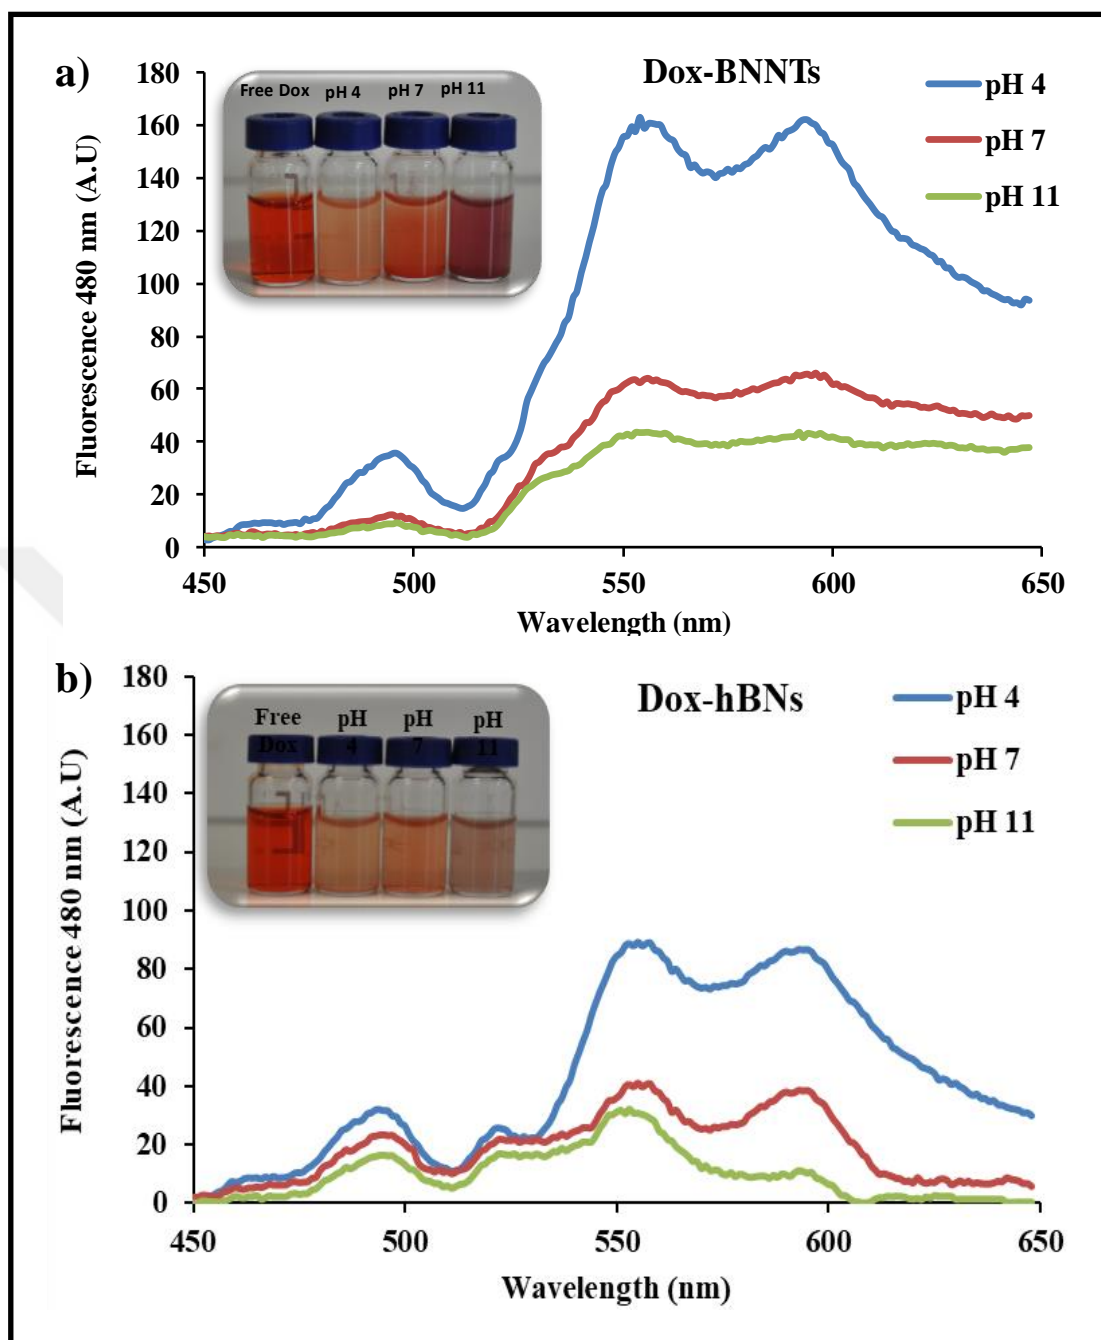 a)
Dox-BNNTs
Free Dox pH 4 pH 7 pH 11
pH 4
pH 7
pH 11
Fluorescence 480 nm (A.U)
180
160
140
120
100
80
60
40
20
0
450 500 550 600 650
Wavelength (nm)
b)
Dox-hBNs
Free Dox pH 4 pH 7 pH 11
pH 4
pH 7
pH 11
Fluorescence 480 nm (A.U)
180
160
140
120
100
80
60
40
20
0
450 500 550 600 650
Wavelength (nm)